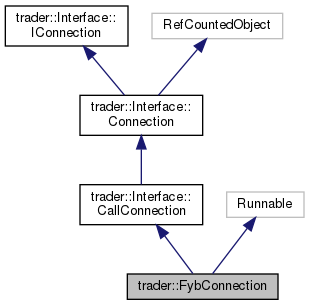 trader::Interface::
IConnection
RefCountedObject
trader::Interface::
Connection
trader::Interface::
CallConnection
Runnable
trader::FybConnection